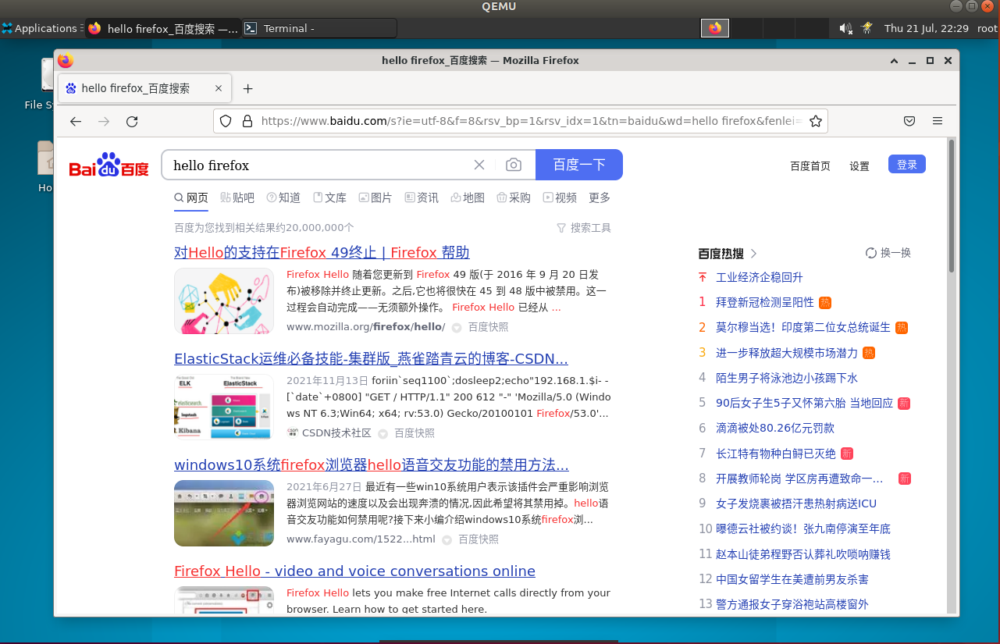 QEMU
Applications
hello firefox_百度搜索 —...
Terminal -
Thu 21 Jul, 22:29
root
File Sy
Ho
hello firefox_百度搜索 — Mozilla Firefox
hello firefox_百度搜索
https://www.baidu.com/s?ie=utf-8&f=8&rsv_bp=1&rsv_idx=1&tn=baidu&wd=hello firefox&fenlei=
Bai du 百度
hello firefox
百度一下
百度首页
设置
登录
网页 贴吧 知道 文库 图片 资讯 地图 采购 视频 更多
百度为您找到相关结果约20,000,000个
搜索工具
对Hello的支持在Firefox 49终止 | Firefox 帮助
Firefox Hello 随着您更新到 Firefox 49 版(于 2016 年 9 月 20 日发
布)被移除并终止更新。之后,它也将很快在 45 到 48 版中被禁用。这一
过程会自动完成——无须额外操作。 Firefox Hello 已经从 ...
www.mozilla.org/firefox/hello/ 百度快照
ElasticStack运维必备技能-集群版_燕雀踏青云的博客-CSDN...
ELK
ElasticStack
Kibana
2021年11月13日 foriin`seq1100`;dosleep2;echo"192.168.1.$i- -
[`date`+0800] "GET / HTTP/1.1" 200 612 "-" 'Mozilla/5.0 (Windo
ws NT 6.3;Win64; x64; rv:53.0) Gecko/20100101 Firefox/53.0'...
CSDN技术社区 百度快照
windows10系统firefox浏览器hello语音交友功能的禁用方法...
2021年6月27日 最近有一些win10系统用户表示该插件会严重影响浏览
器浏览网站的速度以及会出现奔溃的情况,因此希望将其禁用掉。hello语
音交友功能如何禁用呢?接下来小编介绍windows10系统firefox浏...
www.fayagu.com/1522...html 百度快照
Firefox Hello - video and voice conversations online
Firefox Hello lets you make free Internet calls directly from your
browser. Learn how to get started here.
百度热搜
换一换
工业经济企稳回升
1 拜登新冠检测呈阳性 热
2 莫尔穆当选！印度第二位女总统诞生 热
3 进一步释放超大规模市场潜力 热
4 陌生男子将泳池边小孩踢下水
5 90后女子生5子又怀第六胎 当地回应 新
6 滴滴被处80.26亿元罚款
7 长江特有物种白鲟已灭绝 新
8 开展教师轮岗 学区房再遭致命一... 新
9 女子发烧裹被捂汗患热射病送ICU
10 曝德云社被约谈！张九南停演至年底
11 赵本山徒弟程野否认葬礼吹唢呐赚钱
12 中国女留学生在美遭前男友杀害
13 警方通报女子穿浴袍站高楼窗外